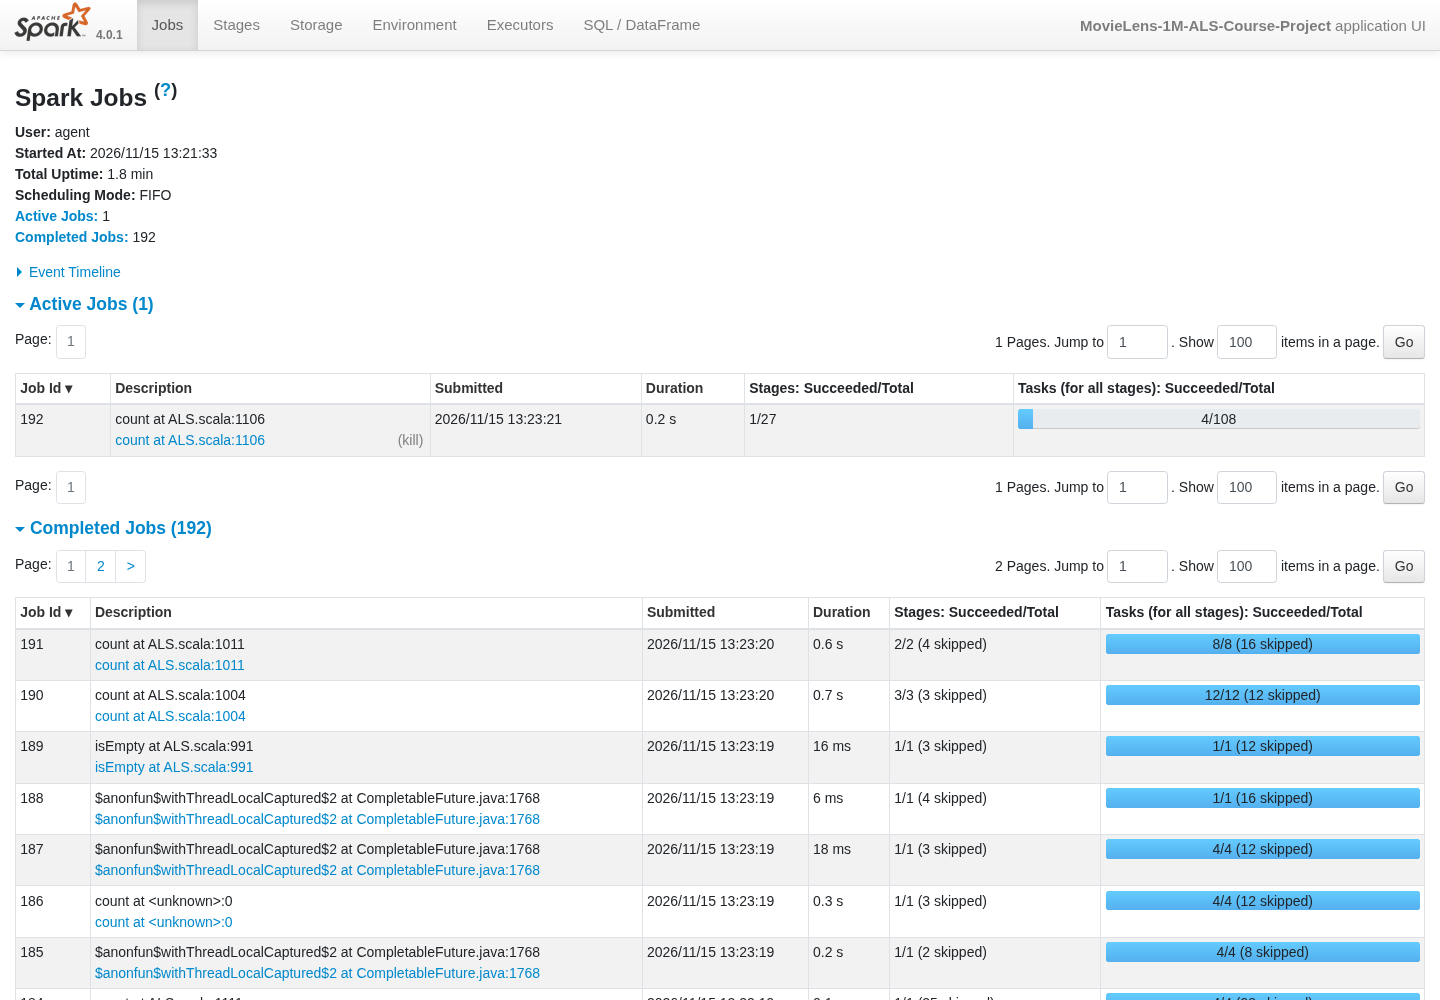 APACHE Spark 4.0.1 Jobs Stages Storage Environment Executors SQL / DataFrame MovieLens-1M-ALS-Course-Project application UI
Spark Jobs (?)
User: agent
Started At: 2026/11/15 13:21:33
Total Uptime: 1.8 min
Scheduling Mode: FIFO
Active Jobs: 1
Completed Jobs: 192
Event Timeline
Active Jobs (1)
Page: 1 1 Pages. Jump to 1 . Show 100 items in a page. Go
Job Id ▾ Description Submitted Duration Stages: Succeeded/Total Tasks (for all stages): Succeeded/Total
192 count at ALS.scala:1106 2026/11/15 13:23:21 0.2 s 1/27 4/108
count at ALS.scala:1106 (kill)
Page: 1 1 Pages. Jump to 1 . Show 100 items in a page. Go
Completed Jobs (192)
Page: 1 2 > 2 Pages. Jump to 1 . Show 100 items in a page. Go
Job Id ▾ Description Submitted Duration Stages: Succeeded/Total Tasks (for all stages): Succeeded/Total
191 count at ALS.scala:1011 2026/11/15 13:23:20 0.6 s 2/2 (4 skipped) 8/8 (16 skipped)
count at ALS.scala:1011
190 count at ALS.scala:1004 2026/11/15 13:23:20 0.7 s 3/3 (3 skipped) 12/12 (12 skipped)
count at ALS.scala:1004
189 isEmpty at ALS.scala:991 2026/11/15 13:23:19 16 ms 1/1 (3 skipped) 1/1 (12 skipped)
isEmpty at ALS.scala:991
188 $anonfun$withThreadLocalCaptured$2 at CompletableFuture.java:1768 2026/11/15 13:23:19 6 ms 1/1 (4 skipped) 1/1 (16 skipped)
$anonfun$withThreadLocalCaptured$2 at CompletableFuture.java:1768
187 $anonfun$withThreadLocalCaptured$2 at CompletableFuture.java:1768 2026/11/15 13:23:19 18 ms 1/1 (3 skipped) 4/4 (12 skipped)
$anonfun$withThreadLocalCaptured$2 at CompletableFuture.java:1768
186 count at <unknown>:0 2026/11/15 13:23:19 0.3 s 1/1 (3 skipped) 4/4 (12 skipped)
count at <unknown>:0
185 $anonfun$withThreadLocalCaptured$2 at CompletableFuture.java:1768 2026/11/15 13:23:19 0.2 s 1/1 (2 skipped) 4/4 (8 skipped)
$anonfun$withThreadLocalCaptured$2 at CompletableFuture.java:1768